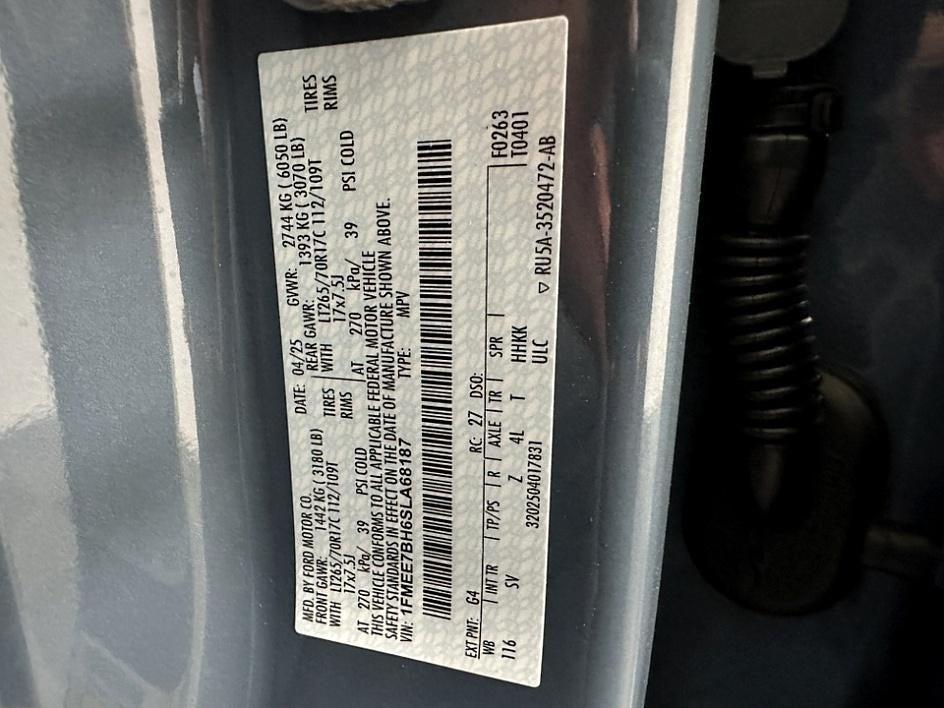 MFD. BY FORD MOTOR CO. DATE: 04/25 GVWR: 2744 KG ( 6050 LB)
FRONT GAWR: 1442 KG ( 3180 LB) REAR GAWR: 1393 KG ( 3070 LB)
WITH LT265/70R17C 112/109T TIRES WITH LT265/70R17C 112/109T TIRES
17x7.5J RIMS 17x7.5J RIMS
AT 270 kPa/ 39 PSI COLD AT 270 kPa/ 39 PSI COLD
THIS VEHICLE CONFORMS TO ALL APPLICABLE FEDERAL MOTOR VEHICLE
SAFETY STANDARDS IN EFFECT ON THE DATE OF MANUFACTURE SHOWN ABOVE.
VIN: 1FMEE7BH6SLA68187 TYPE: MPV
EXT PNT: G4 RC: 27 DSO: F0263
WB INT TR TP/PS R AXLE TR SPR T0401
116 SV Z 4L T HHKK
ULC
3202504017831 ▽ RU5A-3520472-AB